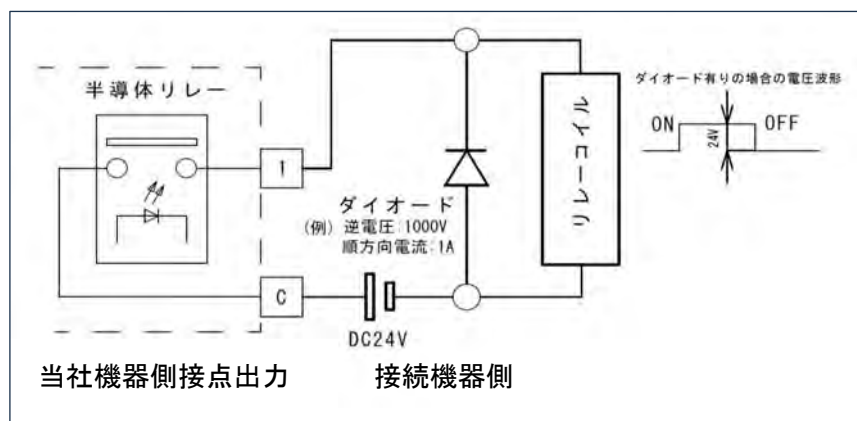 半導体リレー
1
C
ダイオード
(例) 逆電圧:1000V
順方向電流:1A
DC24V
リレーコイル
ダイオード有りの場合の電圧波形
ON
24V
OFF
当社機器側接点出力
接続機器側